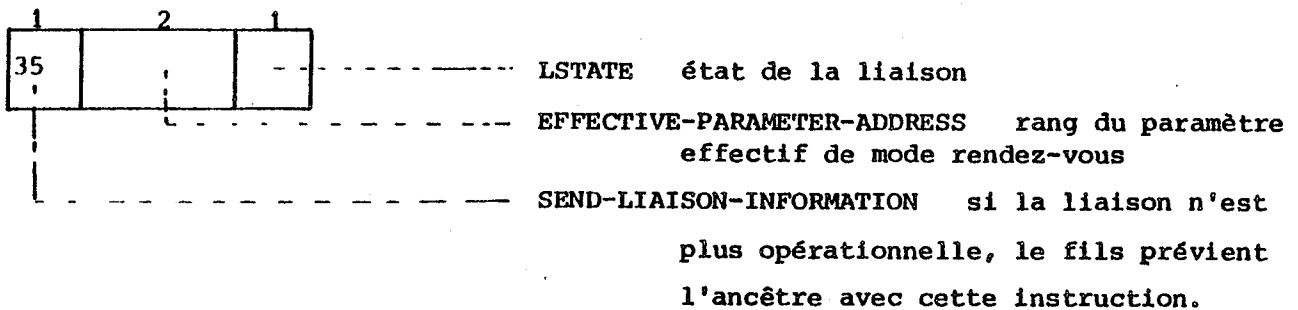 1 2 1
35
LSTATE état de la liaison
EFFECTIVE-PARAMETER-ADDRESS rang du paramètre
effectif de mode rendez-vous
SEND-LIAISON-INFORMATION si la liaison n'est
plus opérationnelle, le fils prévient
l'ancêtre avec cette instruction.